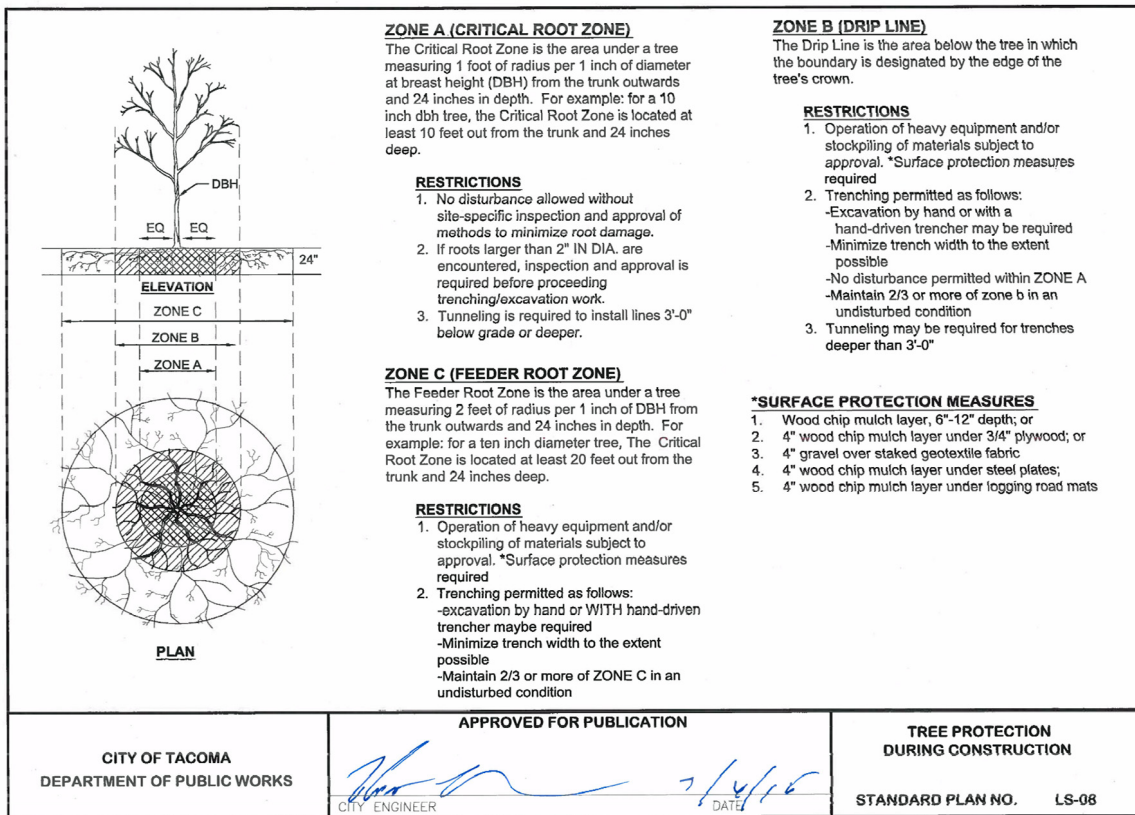 DBH
EQ
EQ
24"
ELEVATION
ZONE C
ZONE B
ZONE A
PLAN
ZONE A (CRITICAL ROOT ZONE)
The Critical Root Zone is the area under a tree
measuring 1 foot of radius per 1 inch of diameter
at breast height (DBH) from the trunk outwards
and 24 inches in depth. For example: for a 10
inch dbh tree, the Critical Root Zone is located at
least 10 feet out from the trunk and 24 inches
deep.
RESTRICTIONS
1. No disturbance allowed without
site-specific inspection and approval of
methods to minimize root damage.
2. If roots larger than 2" IN DIA. are
encountered, inspection and approval is
required before proceeding
trenching/excavation work.
3. Tunneling is required to install lines 3'-0"
below grade or deeper.
ZONE C (FEEDER ROOT ZONE)
The Feeder Root Zone is the area under a tree
measuring 2 feet of radius per 1 inch of DBH from
the trunk outwards and 24 inches in depth. For
example: for a ten inch diameter tree, The Critical
Root Zone is located at least 20 feet out from the
trunk and 24 inches deep.
RESTRICTIONS
1. Operation of heavy equipment and/or
stockpiling of materials subject to
approval. *Surface protection measures
required
2. Trenching permitted as follows:
-excavation by hand or WITH hand-driven
trencher maybe required
-Minimize trench width to the extent
possible
-Maintain 2/3 or more of ZONE C in an
undisturbed condition
ZONE B (DRIP LINE)
The Drip Line is the area below the tree in which
the boundary is designated by the edge of the
tree's crown.
RESTRICTIONS
1. Operation of heavy equipment and/or
stockpiling of materials subject to
approval. *Surface protection measures
required
2. Trenching permitted as follows:
-Excavation by hand or with a
hand-driven trencher may be required
-Minimize trench width to the extent
possible
-No disturbance permitted within ZONE A
-Maintain 2/3 or more of zone b in an
undisturbed condition
3. Tunneling may be required for trenches
deeper than 3'-0"
*SURFACE PROTECTION MEASURES
1. Wood chip mulch layer, 6"-12" depth; or
2. 4" wood chip mulch layer under 3/4" plywood; or
3. 4" gravel over staked geotextile fabric
4. 4" wood chip mulch layer under steel plates;
5. 4" wood chip mulch layer under logging road mats
CITY OF TACOMA
DEPARTMENT OF PUBLIC WORKS
APPROVED FOR PUBLICATION
CITY ENGINEER
DATE
TREE PROTECTION
DURING CONSTRUCTION
STANDARD PLAN NO. LS-08